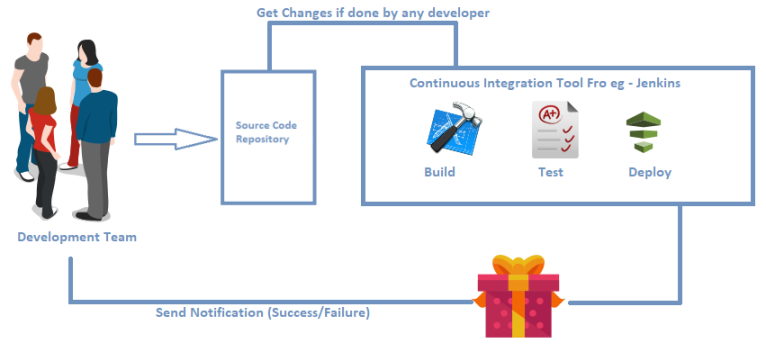 Get Changes if done by any developer
Continuous Integration Tool Fro eg - Jenkins
Source Code
Repository
A+
Build
Test
Deploy
Development Team
Send Notification (Success/Failure)